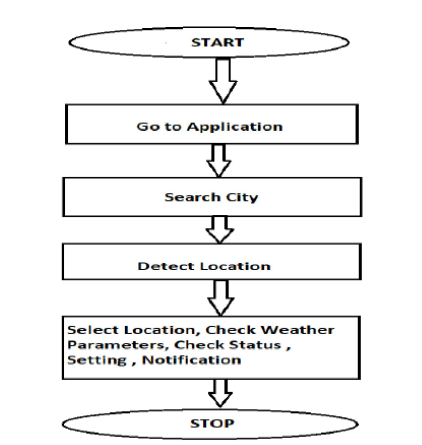 START
Go to Application
Search City
Detect Location
Select Location, Check Weather
Parameters, Check Status ,
Setting , Notification
STOP